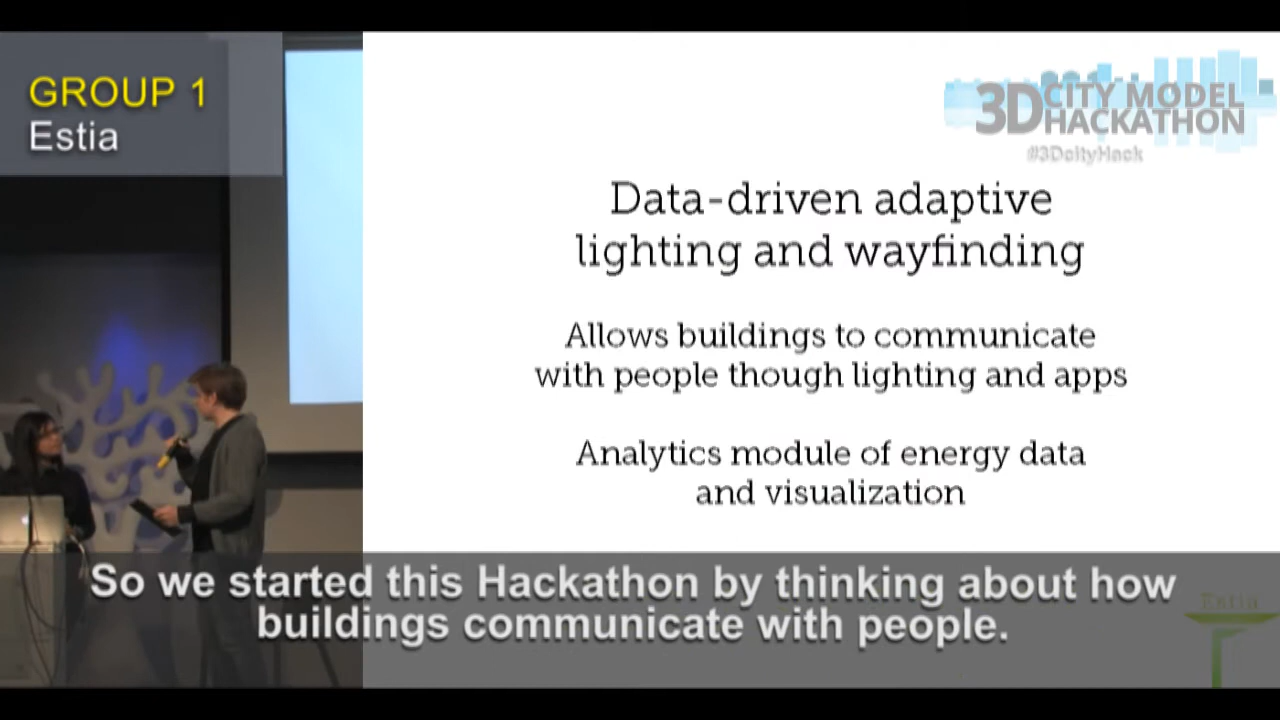 GROUP 1
Estia
3D CITY MODEL
HACKATHON
#3DcityHack
Data-driven adaptive
lighting and wayfinding
Allows buildings to communicate
with people though lighting and apps
Analytics module of energy data
and visualization
So we started this Hackathon by thinking about how
buildings communicate with people.
Estia